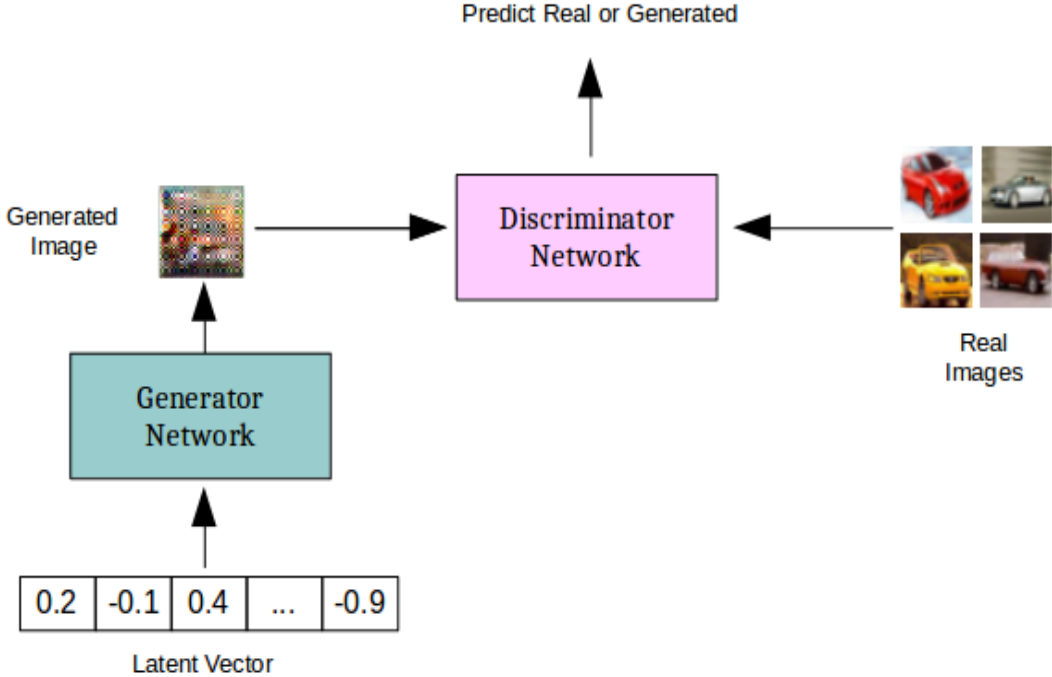 Predict Real or Generated
Generated
Image
Discriminator
Network
Real
Images
Generator
Network
0.2 -0.1 0.4 ... -0.9
Latent Vector